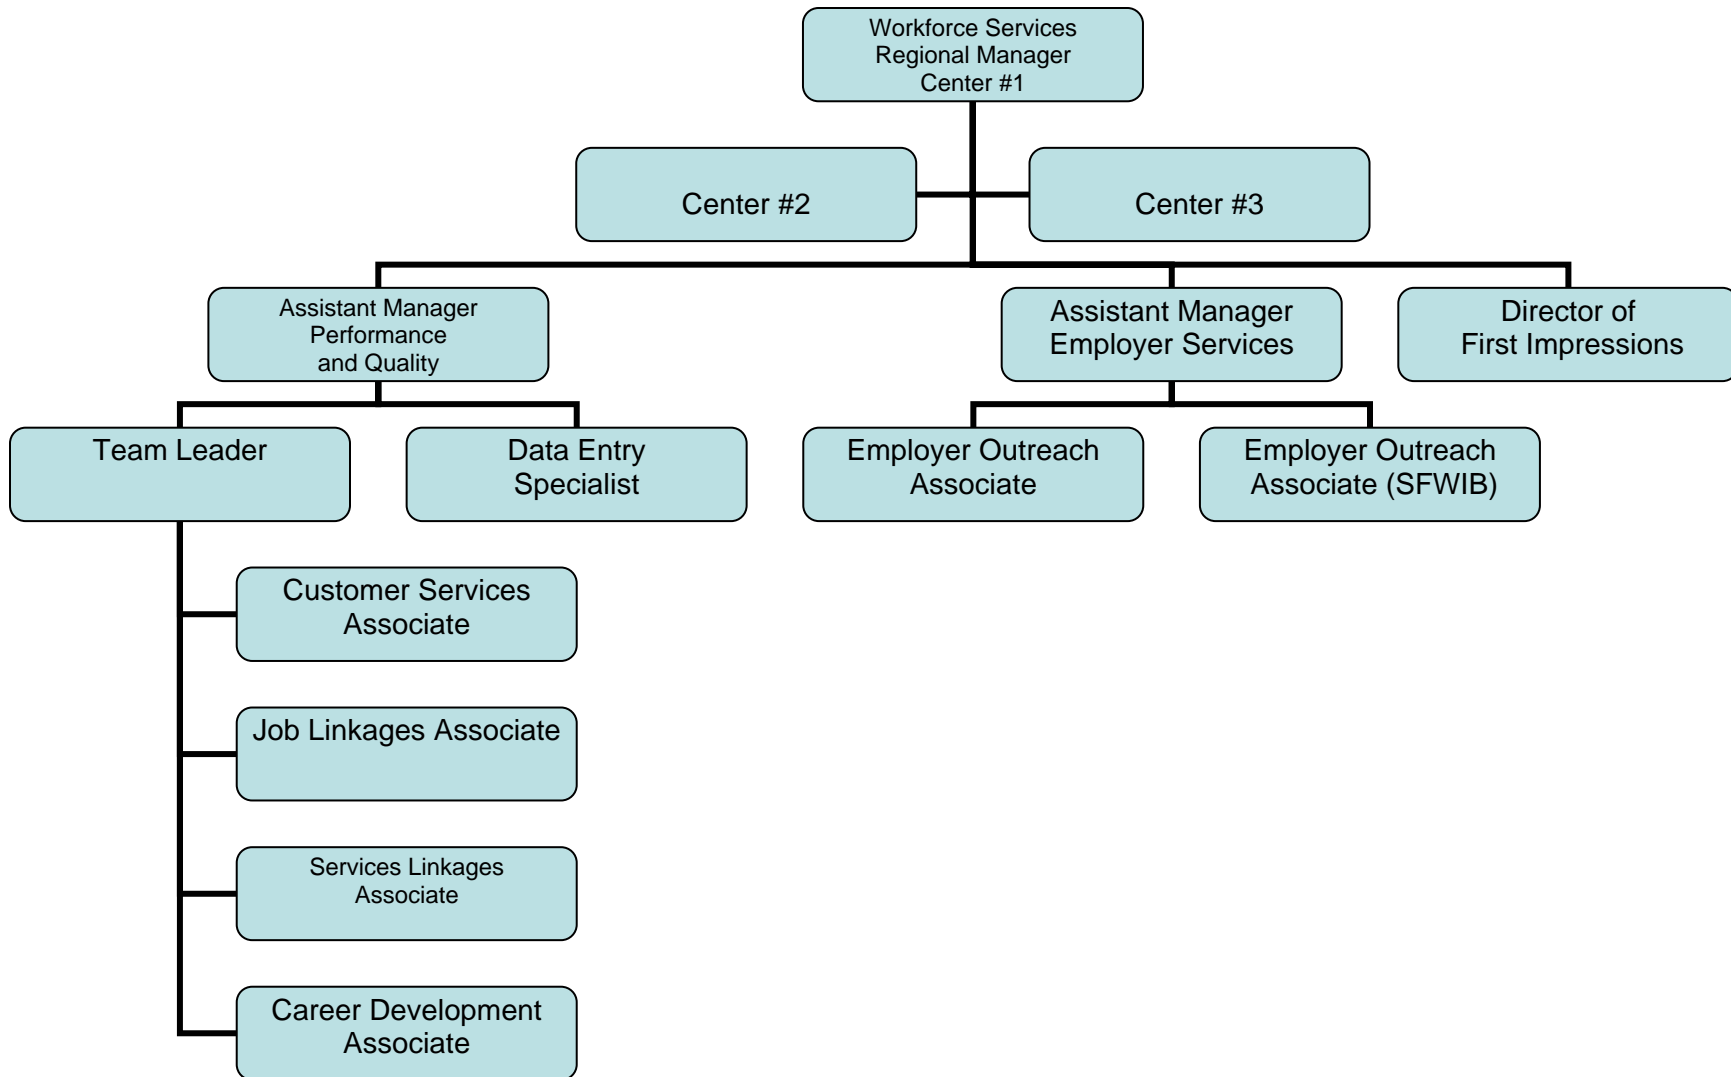 Workforce Services
Regional Manager
Center #1
Center #2
Center #3
Assistant Manager
Performance
and Quality
Assistant Manager
Employer Services
Director of
First Impressions
Team Leader
Data Entry
Specialist
Employer Outreach
Associate
Employer Outreach
Associate (SFWIB)
Customer Services
Associate
Job Linkages Associate
Services Linkages
Associate
Career Development
Associate